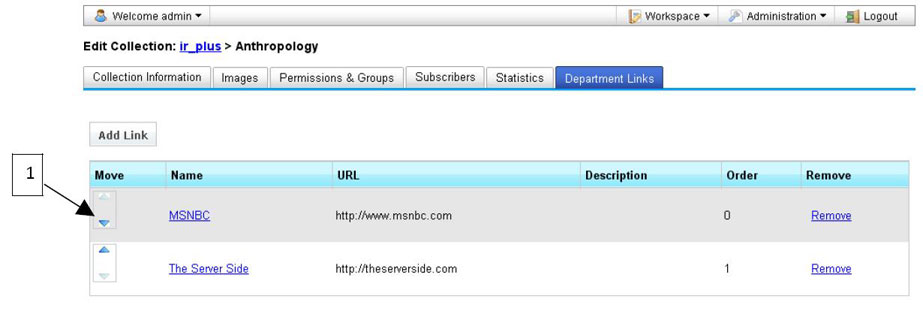 Welcome admin Workspace Administration Logout
Edit Collection: ir_plus > Anthropology
Collection Information Images Permissions & Groups Subscribers Statistics Department Links
Add Link
1
Move Name URL Description Order Remove
MSNBC http://www.msnbc.com 0 Remove
The Server Side http://theserverside.com 1 Remove